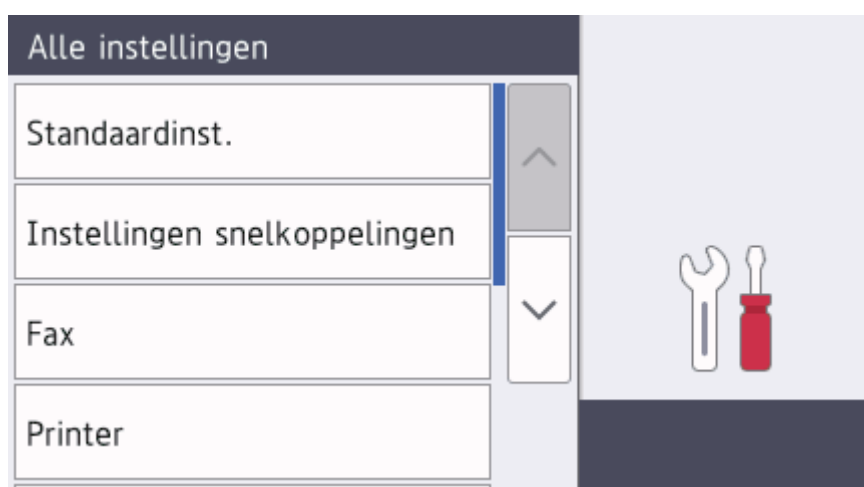 Alle instellingen
Standaardinst.
Instellingen snelkoppelingen
Fax
Printer